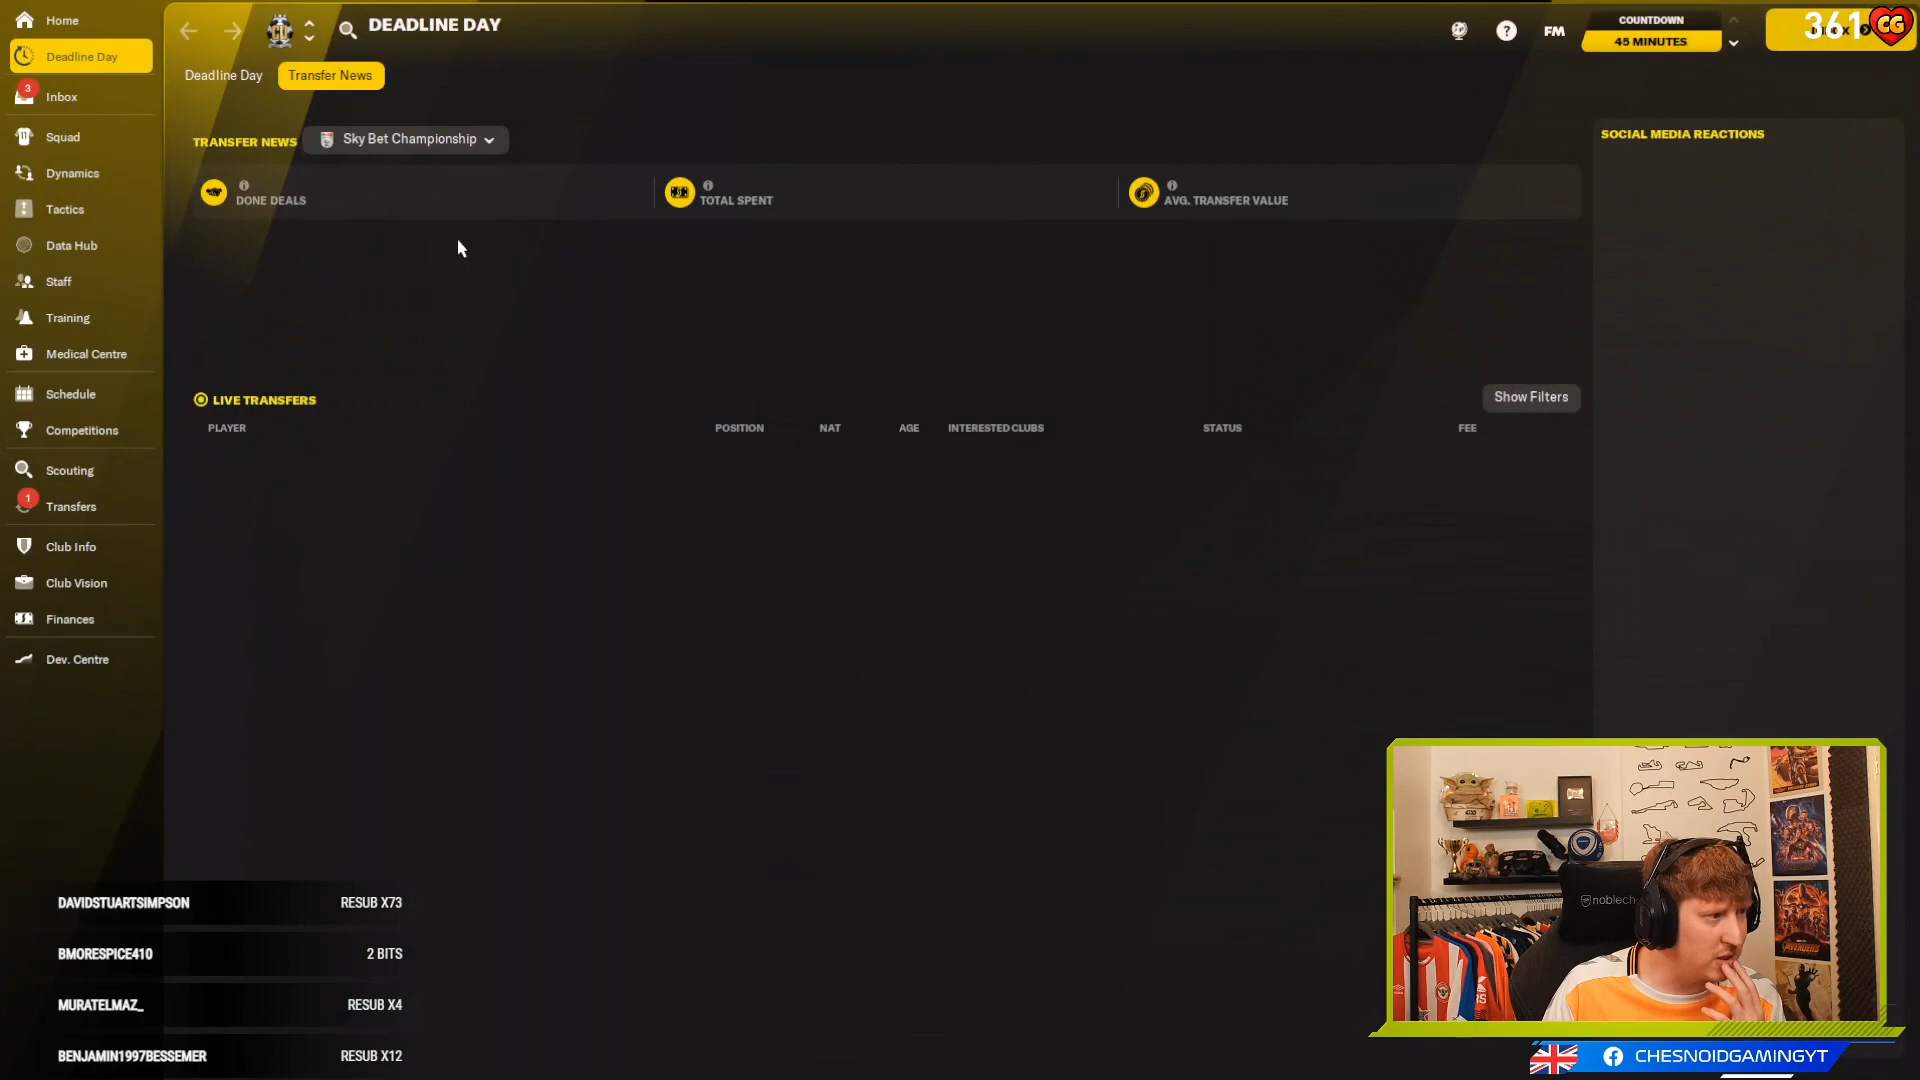 Home
Deadline Day
3
Inbox
Squad
Dynamics
Tactics
Data Hub
Staff
Training
Medical Centre
Schedule
Competitions
Scouting
1
Transfers
Club Info
Club Vision
Finances
Dev. Centre
CU
DEADLINE DAY
FM
COUNTDOWN
45 MINUTES
361
CG
Deadline Day
Transfer News
TRANSFER NEWS
Sky Bet Championship
DONE DEALS
TOTAL SPENT
AVG. TRANSFER VALUE
SOCIAL MEDIA REACTIONS
LIVE TRANSFERS
Show Filters
PLAYER POSITION NAT AGE INTERESTED CLUBS STATUS FEE
DAVIDSTUARTSIMPSON RESUB X73
BMORESPICE410 2 BITS
MURATELMAZ_ RESUB X4
BENJAMIN1997BESSEMER RESUB X12
AVENGERS
CHESNOIDGAMINGYT